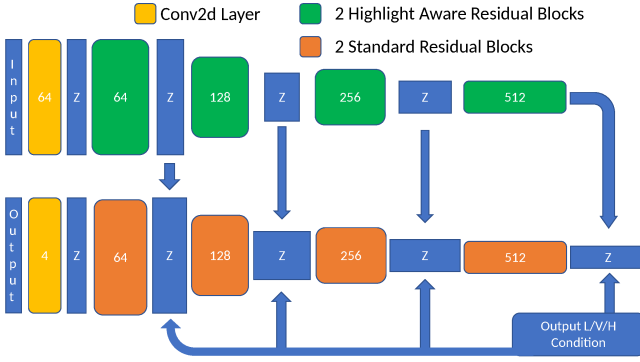 Conv2d Layer
2 Highlight Aware Residual Blocks
2 Standard Residual Blocks
Input
64
Z
64
Z
128
Z
256
Z
512
Output
4
Z
64
Z
128
Z
256
Z
512
Z
Output L/V/H
Condition